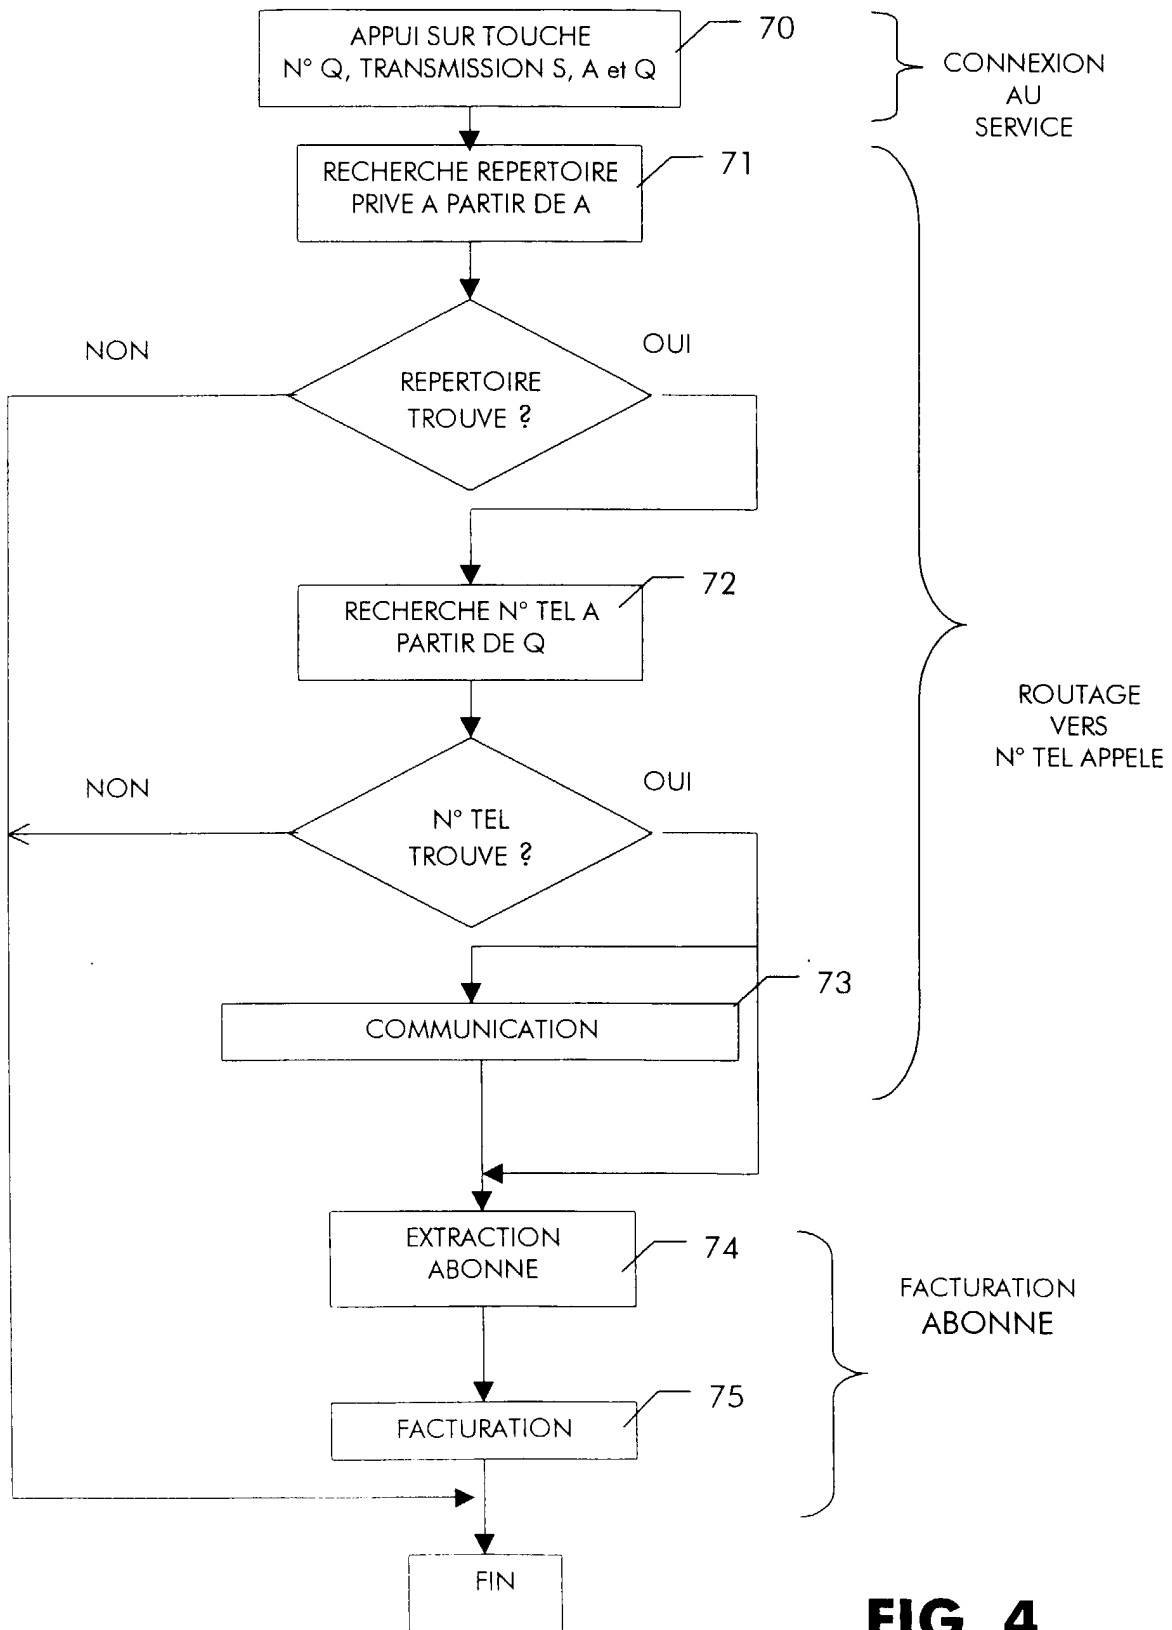 APPUI SUR TOUCHE
N° Q, TRANSMISSION S, A et Q
70
CONNEXION
AU
SERVICE
RECHERCHE REPERTOIRE
PRIVE A PARTIR DE A
71
NON
OUI
REPERTOIRE
TROUVE ?
RECHERCHE N° TEL A
PARTIR DE Q
72
ROUTAGE
VERS
N° TEL APPELE
NON
OUI
N° TEL
TROUVE ?
COMMUNICATION
73
EXTRACTION
ABONNE
74
FACTURATION
ABONNE
FACTURATION
75
FIN
FIG. 4